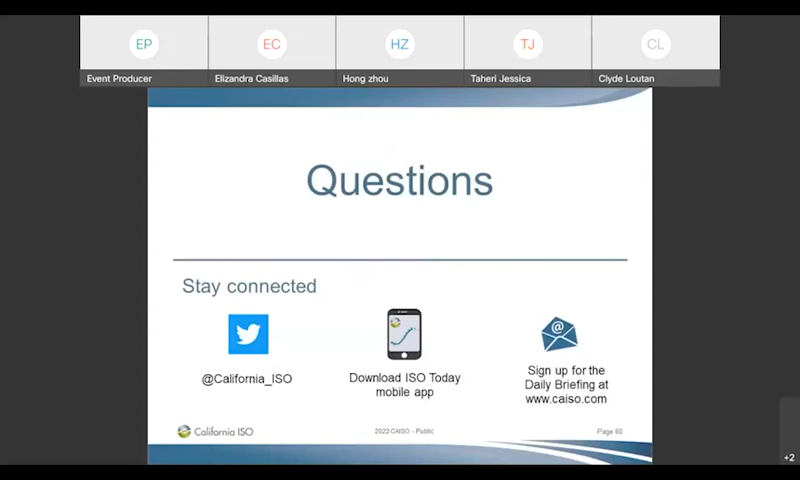 EP
EC
HZ
TJ
CL
Event Producer
Elizandra Casillas
Hong zhou
Taheri Jessica
Clyde Loutan
Questions
Stay connected
@
@California_ISO
Download ISO Today
mobile app
Sign up for the
Daily Briefing at
www.caiso.com
California ISO
2022 CAISO - Public
Page 60
+2